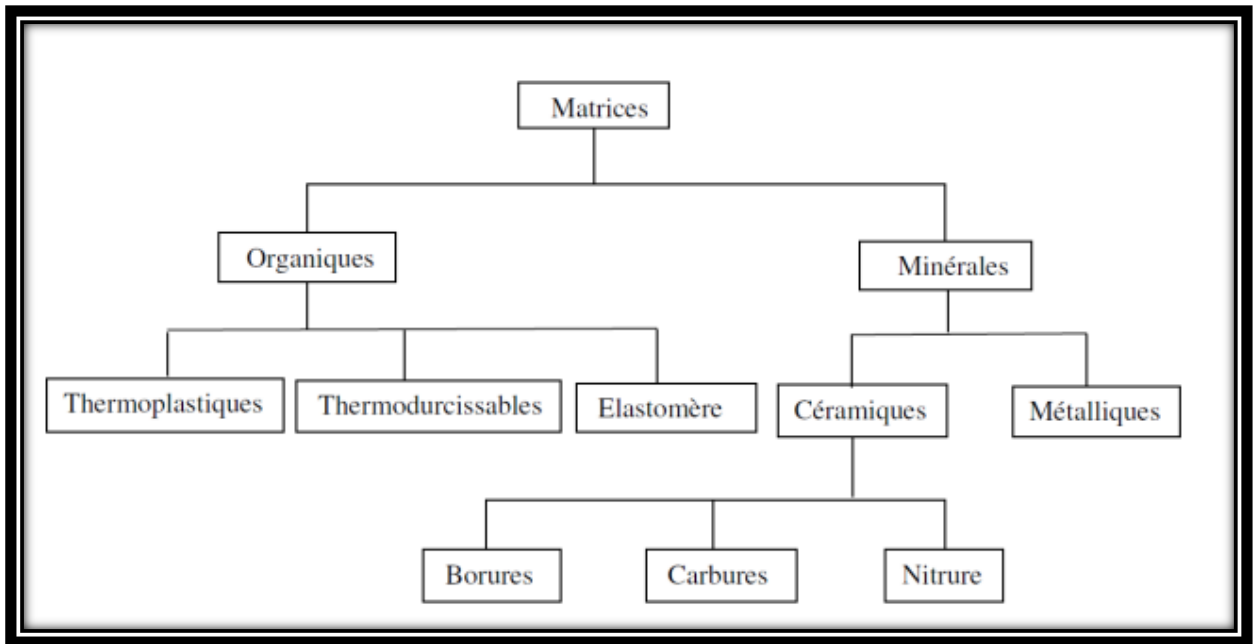 Matrices
Organiques
Minérales
Thermoplastiques
Thermodurcissables
Elastomère
Céramiques
Métalliques
Borures
Carbures
Nitrure